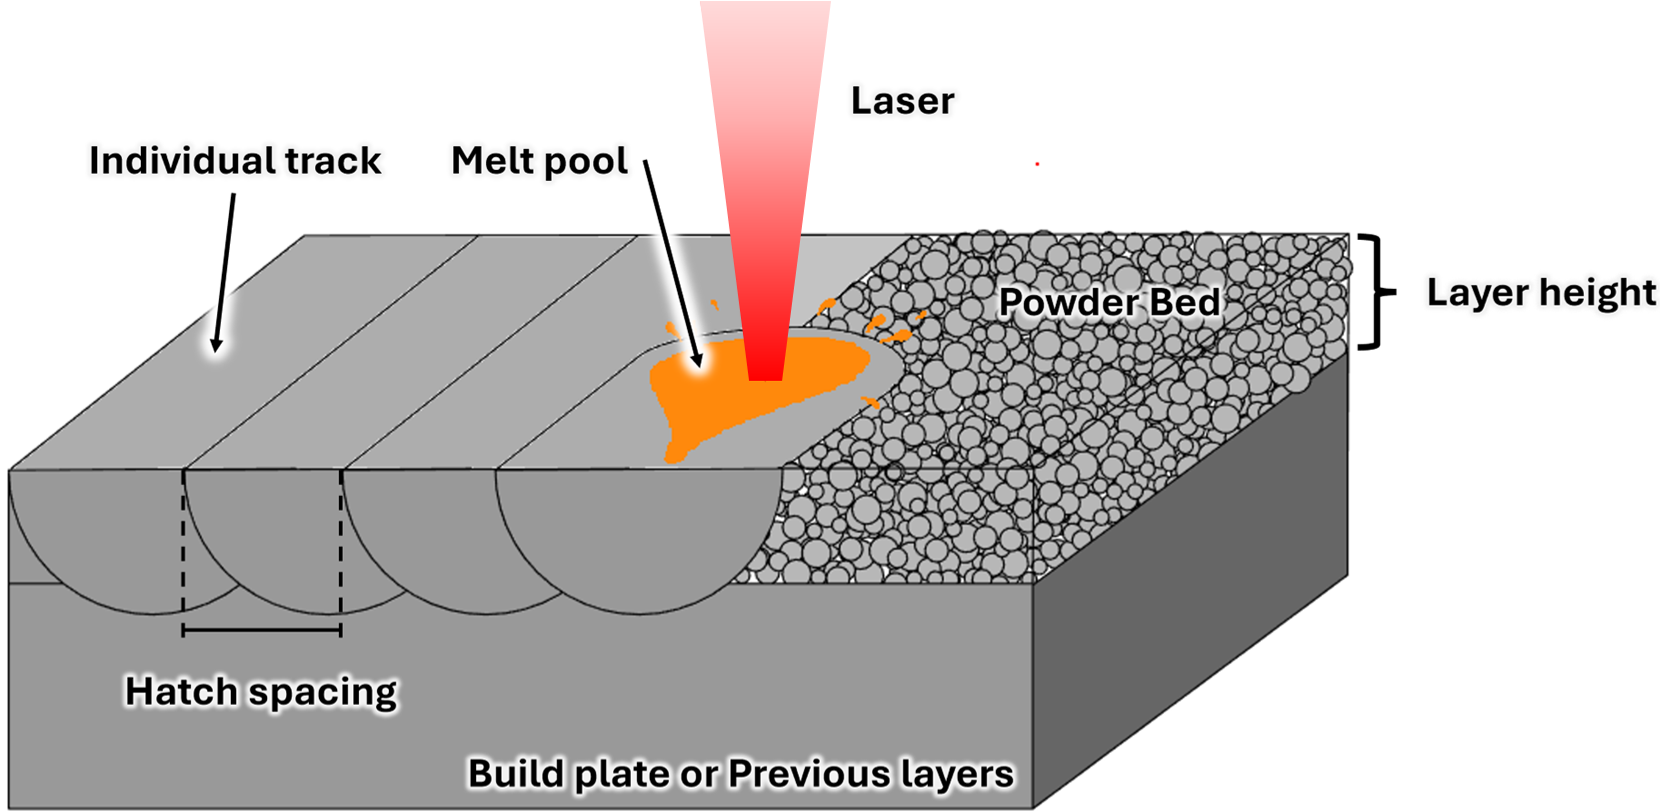 Laser
Individual track
Melt pool
Powder Bed
Layer height
Hatch spacing
Build plate or Previous layers